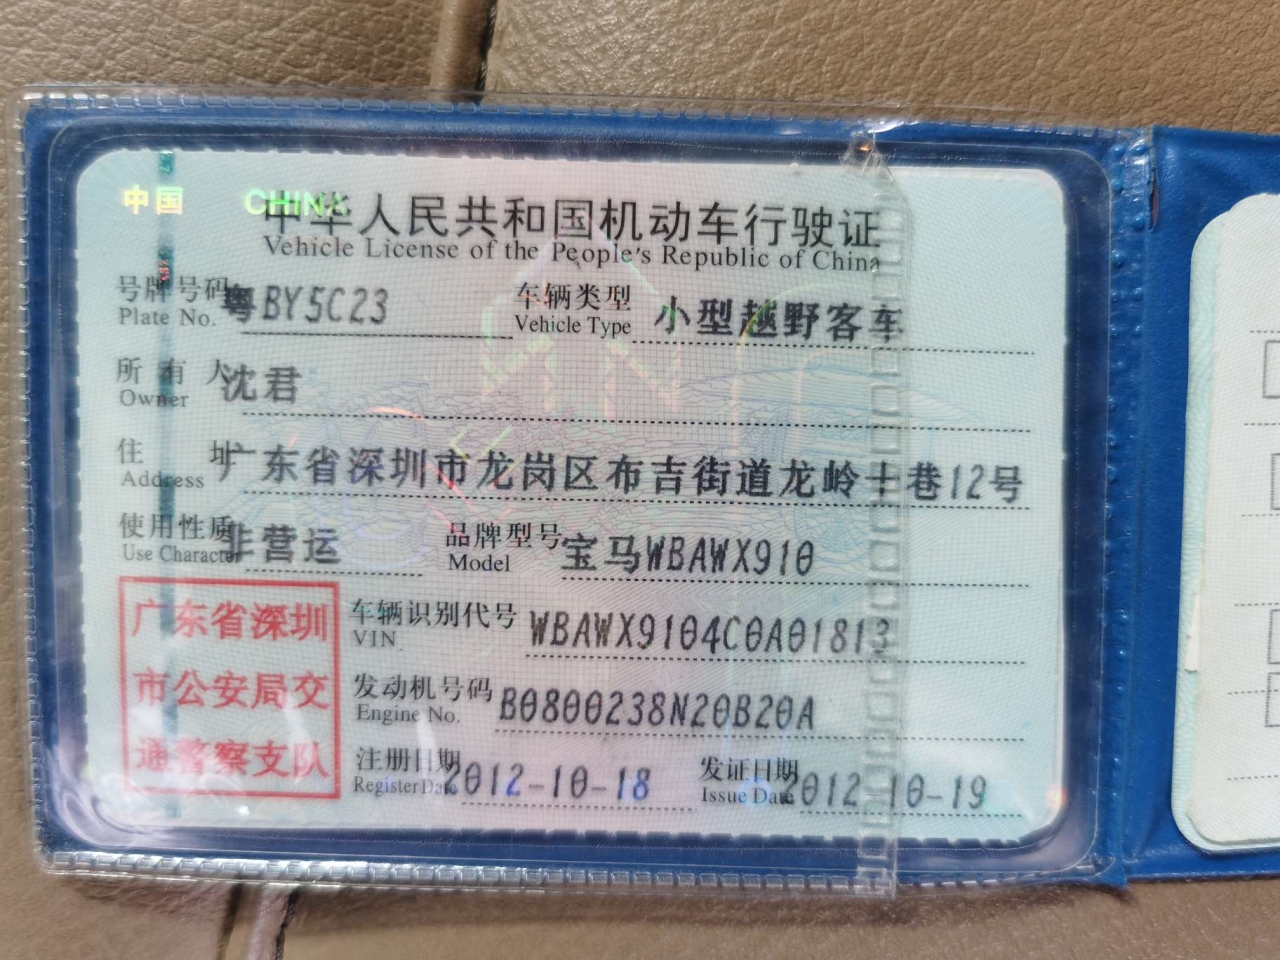 中国 CHINA
中华人民共和国机动车行驶证
Vehicle License of the People's Republic of China
号牌号码 粤BY5C23 车辆类型 小型越野客车
Plate No. Vehicle Type
所有人 沈君
Owner
住址 广东省深圳市龙岗区布吉街道龙岭十巷12号
Address
使用性质 非营运 品牌型号 宝马WBAWX910
Use Character Model
广东省深圳
市公安局交
通警察支队
车辆识别代号 WBAWX9104C0A01813
VIN
发动机号码 B0800238N20B20A
Engine No.
注册日期 2012-10-18 发证日期 2012-10-19
Register Date Issue Date